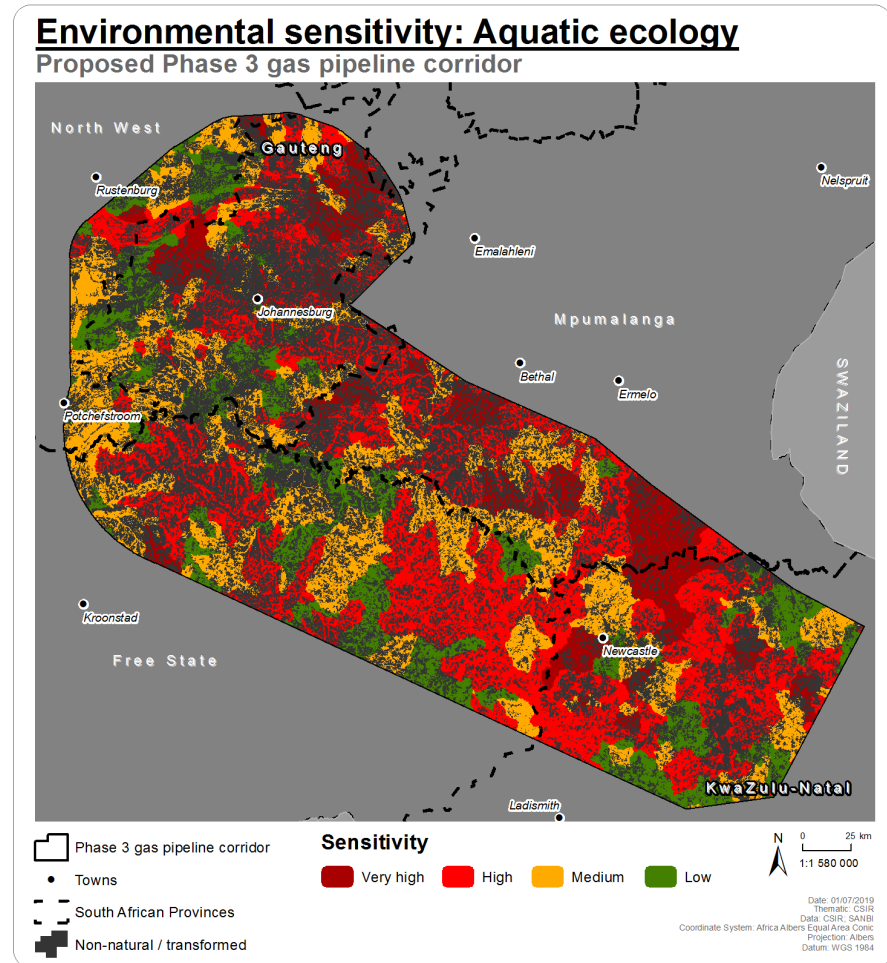 Environmental sensitivity: Aquatic ecology
Proposed Phase 3 gas pipeline corridor
North West
Gauteng
Rustenburg
Nelspruit
Emalahleni
Johannesburg
Mpumalanga
Bethal
Ermelo
SWAZILAND
Potchefstroom
Kroonstad
Newcastle
Free State
KwaZulu-Natal
Ladismith
Phase 3 gas pipeline corridor
Towns
South African Provinces
Non-natural / transformed
Sensitivity
Very high
High
Medium
Low
N
0 25 km
1:1 580 000
Date: 01/07/2019
Thematic: CSIR
Data: CSIR; SANBI
Coordinate System: Africa Albers Equal Area Conic
Projection: Albers
Datum: WGS 1984